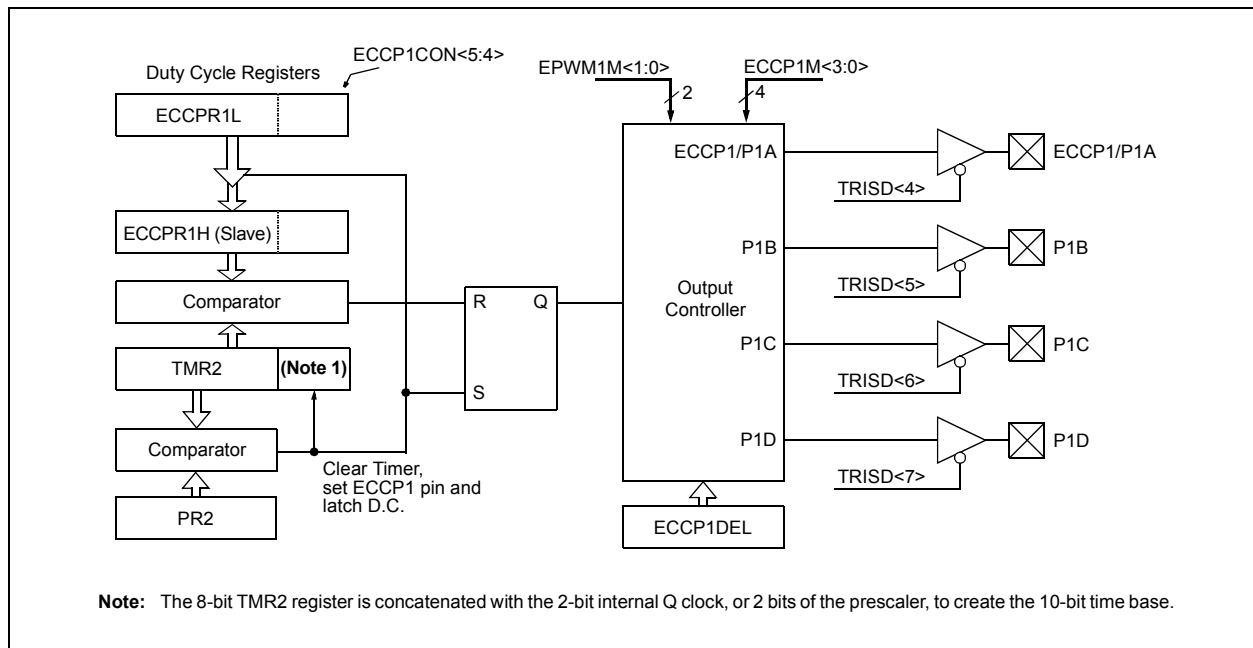 ECCP1CON<5:4>
Duty Cycle Registers
ECCPR1L
ECCPR1H (Slave)
Comparator
TMR2
(Note 1)
Comparator
PR2
Clear Timer,
set ECCP1 pin and
latch D.C.
R
Q
S
EPWM1M<1:0>
2
ECCP1M<3:0>
4
Output
Controller
ECCP1/P1A
P1B
P1C
P1D
ECCP1DEL
TRISD<4>
ECCP1/P1A
TRISD<5>
P1B
TRISD<6>
P1C
TRISD<7>
P1D
Note: The 8-bit TMR2 register is concatenated with the 2-bit internal Q clock, or 2 bits of the prescaler, to create the 10-bit time base.